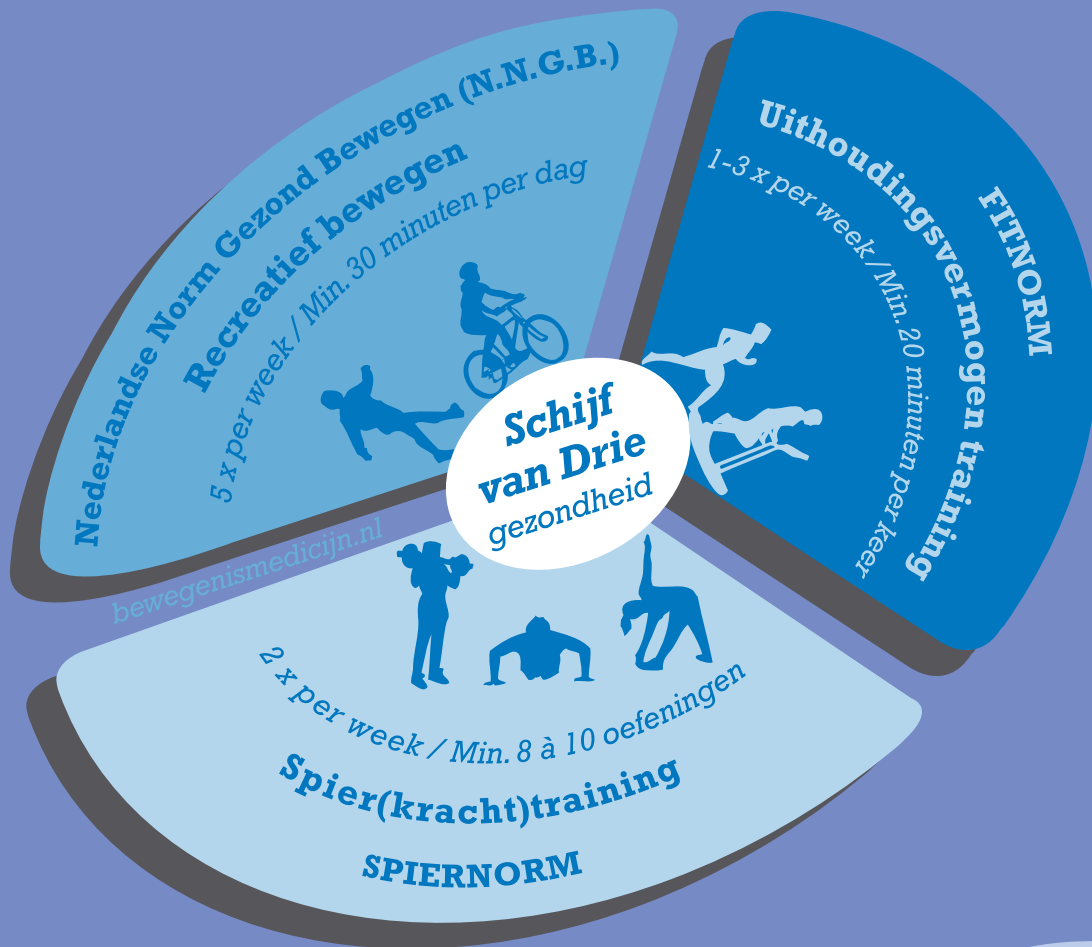 Nederlandse Norm Gezond Bewegen (N.N.G.B.)
Recreatief bewegen
5 x per week / Min. 30 minuten per dag
FITNORM
Uithoudingsvermogen training
1-3 x per week /Min. 20 minuten per keer
Schijf
van Drie
gezondheid
bewegenismedicijn.nl
2 x per week / Min. 8 à 10 oefeningen
Spier(kracht)training
SPIERNORM